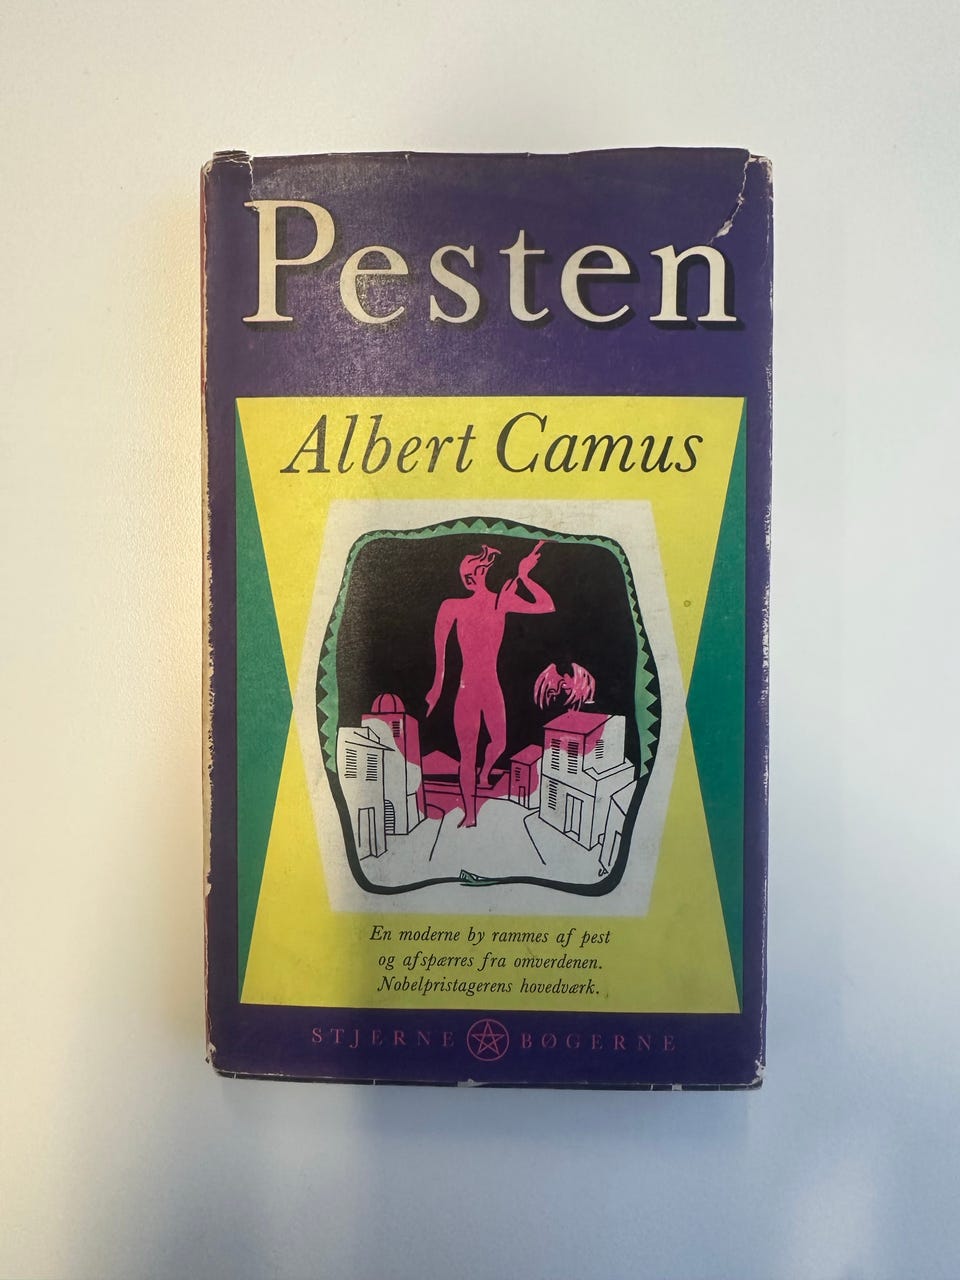 Pesten
Albert Camus
En moderne by rammes af pest
og afspærres fra omverdenen.
Nobelpristagerens hovedværk.
STJERNE BØGERNE